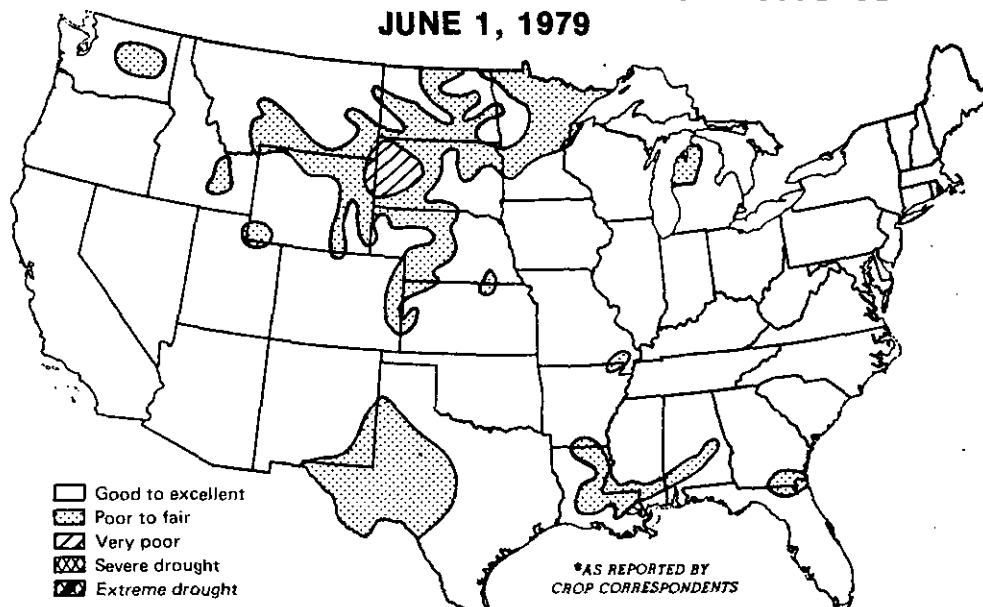 JUNE 1, 1979
Good to excellent
Poor to fair
Very poor
Severe drought
Extreme drought
*AS REPORTED BY
CROP CORRESPONDENTS